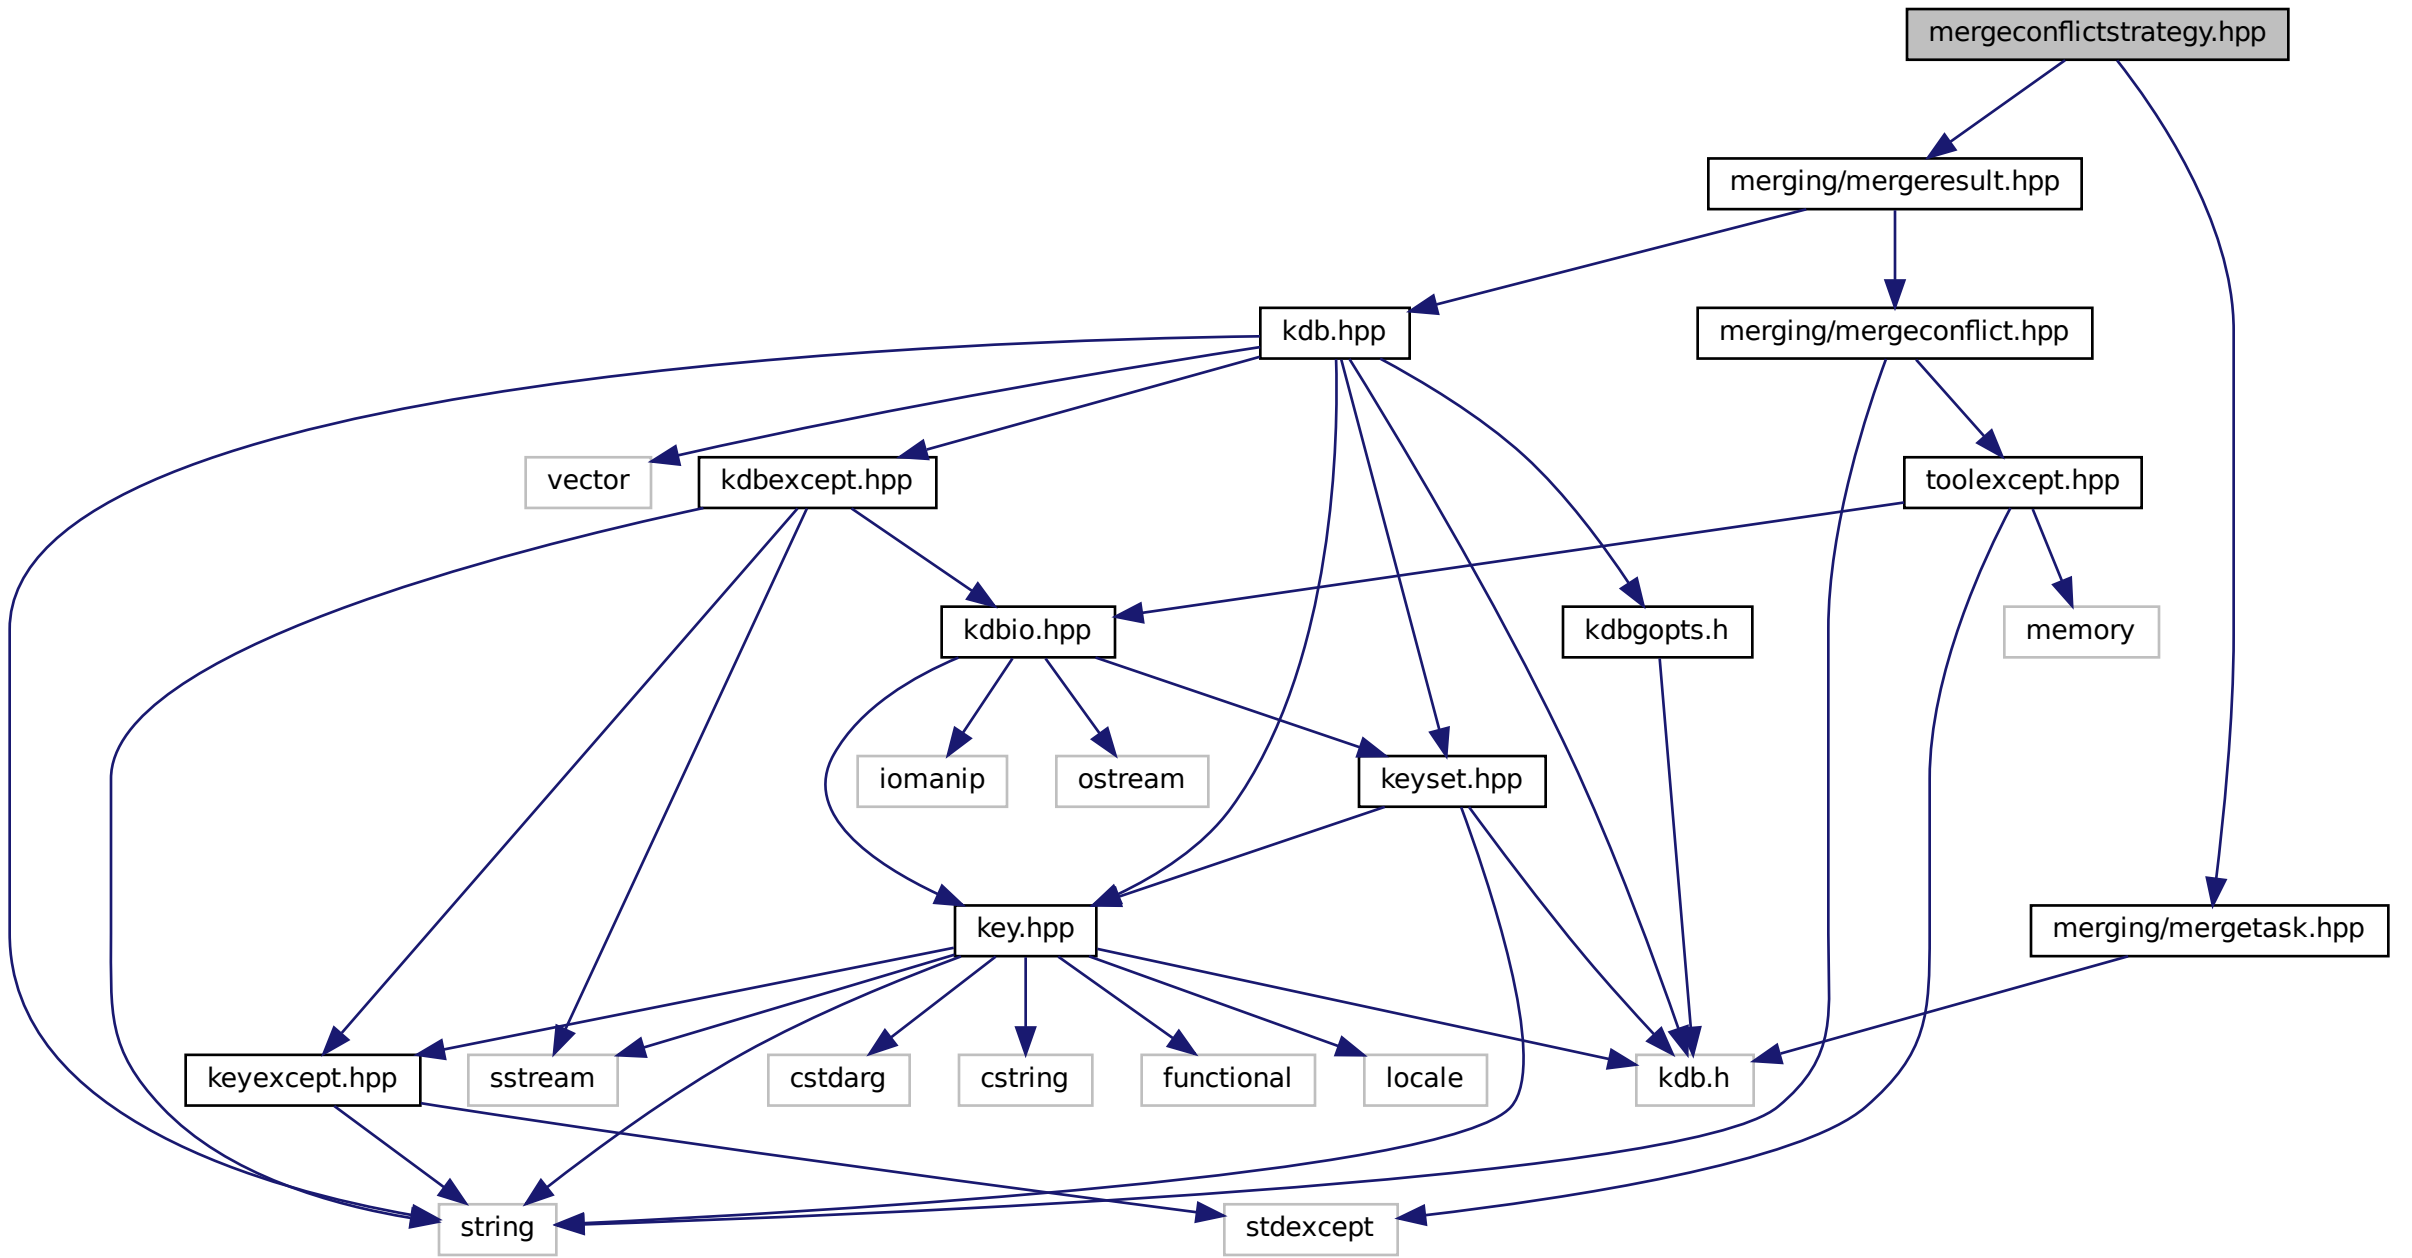 mergeconflictstrategy.hpp
merging/mergeresult.hpp
kdb.hpp
merging/mergeconflict.hpp
vector
kdbexcept.hpp
toolexcept.hpp
kdbio.hpp
kdbgopts.h
memory
iomanip
ostream
keyset.hpp
key.hpp
merging/mergetask.hpp
keyexcept.hpp
sstream
cstdarg
cstring
functional
locale
kdb.h
string
stdexcept